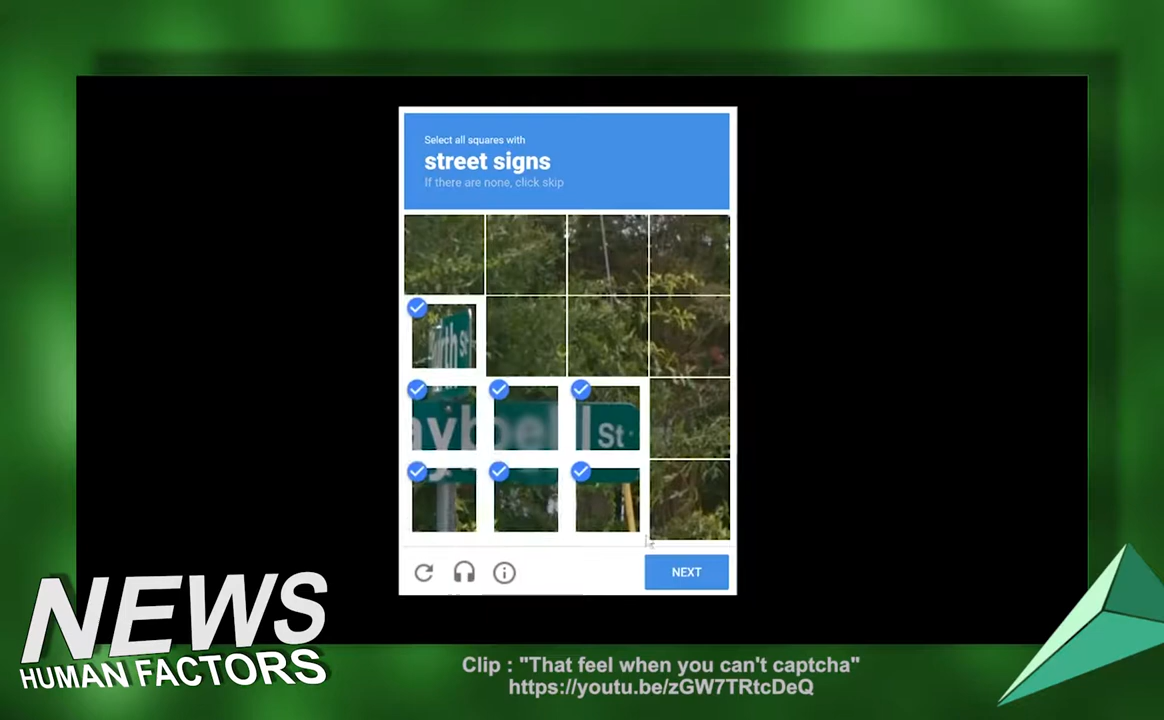 Select all squares with
street signs
If there are none, click skip
St
St
NEXT
NEWS
HUMAN FACTORS
Clip : "That feel when you can't captcha"
https://youtu.be/zGW7TRtcDeQ